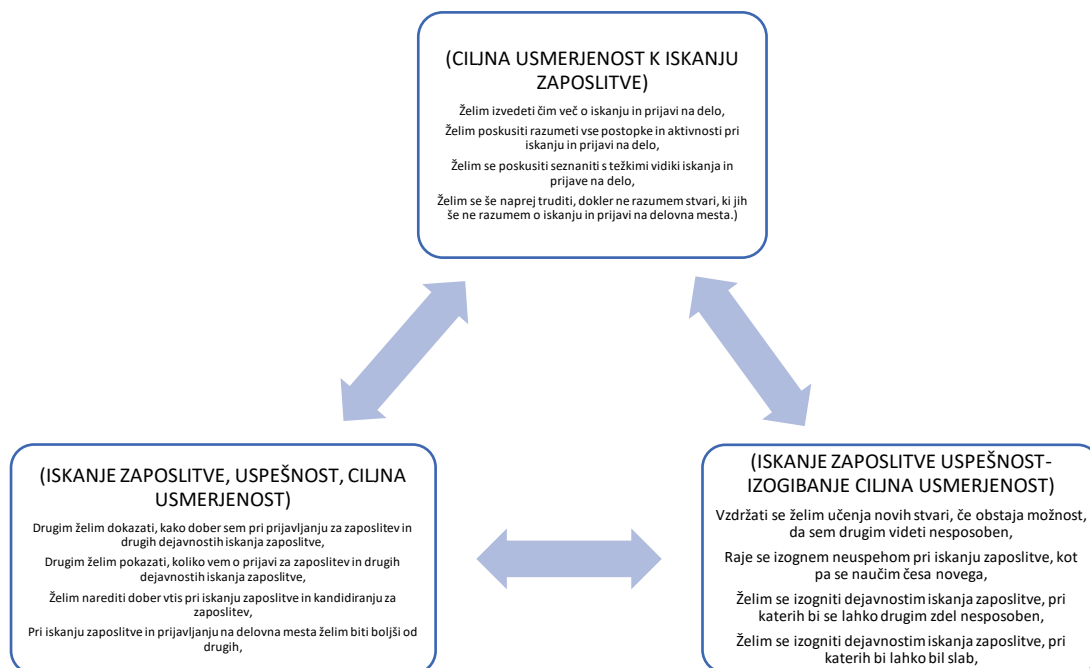 (CILJNA USMERJENOST K ISKANJU
ZAPOSLITVE)
Želim izvedeti čim več o iskanju in prijavi na delo,
Želim poskusiti razumeti vse postopke in aktivnosti pri
iskanju in prijavi na delo,
Želim se poskusiti seznaniti s težkimi vidiki iskanja in
prijave na delo,
Želim se še naprej truditi, dokler ne razumem stvari, ki jih
še ne razumem o iskanju in prijavi na delovna mesta.)
(ISKANJE ZAPOSLITVE, USPEŠNOST, CILJNA
USMERJENOST)
Drugim želim dokazati, kako dober sem pri prijavljanju za zaposlitev in
drugih dejavnostih iskanja zaposlitve,
Drugim želim pokazati, koliko vem o prijavi za zaposlitev in drugih
dejavnostih iskanja zaposlitve,
Želim narediti dober vtis pri iskanju zaposlitve in kandidiranju za
zaposlitev,
Pri iskanju zaposlitve in prijavljanju na delovna mesta želim biti boljši od
drugih,
(ISKANJE ZAPOSLITVE USPEŠNOST-
IZOGIBANJE CILJNA USMERJENOST)
Vzdržati se želim učenja novih stvari, če obstaja možnost,
da sem drugim videti nesposoben,
Raje se izognem neuspehom pri iskanju zaposlitve, kot
pa se naučim česa novega,
Želim se izogniti dejavnostim iskanja zaposlitve, pri
katerih bi se lahko drugim zdel nesposoben,
Želim se izogniti dejavnostim iskanja zaposlitve, pri
katerih bi lahko bil slab,